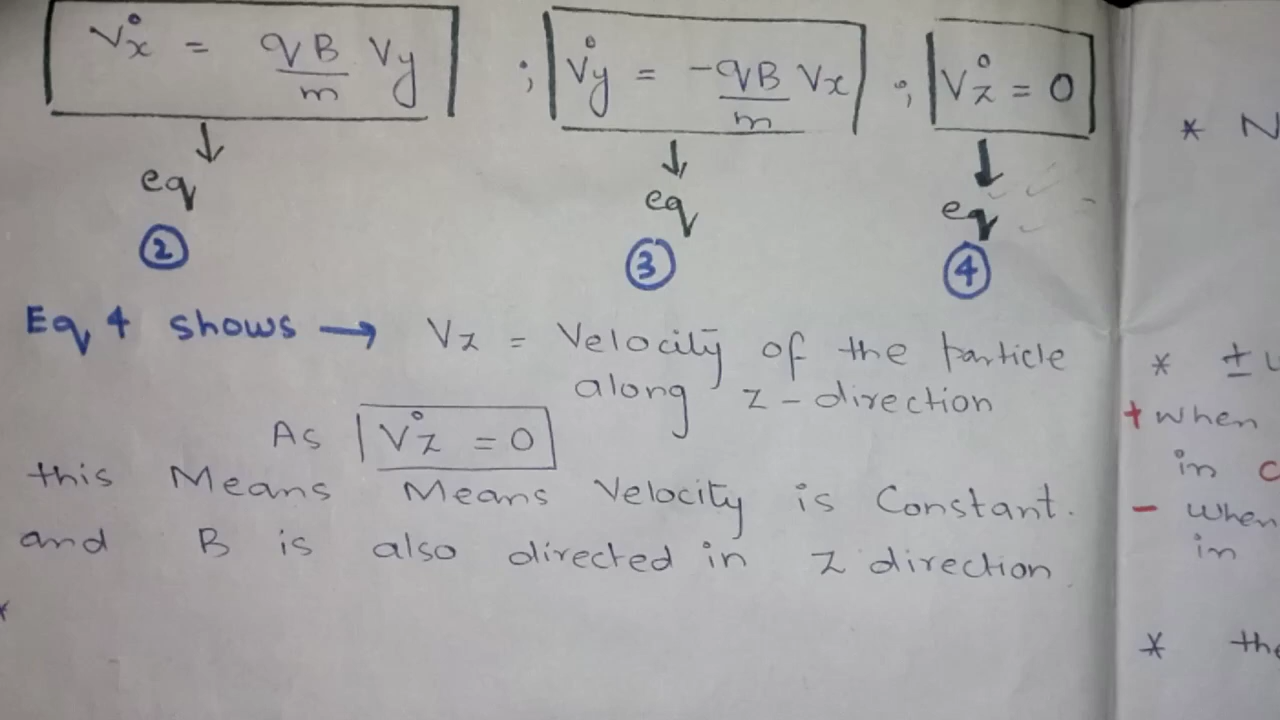 V̊x = qB/m Vy ; V̊y = -qB/m Vx ; V̊z = 0
↓ ↓ ↓
eq eq eq
② ③ ④
Eq 4 shows → Vz = Velocity of the particle
along z-direction
As V̊z = 0
this Means Means Velocity is Constant.
and B is also directed in Z direction
*
* N
* ±
+ when
in
- when
in
* the